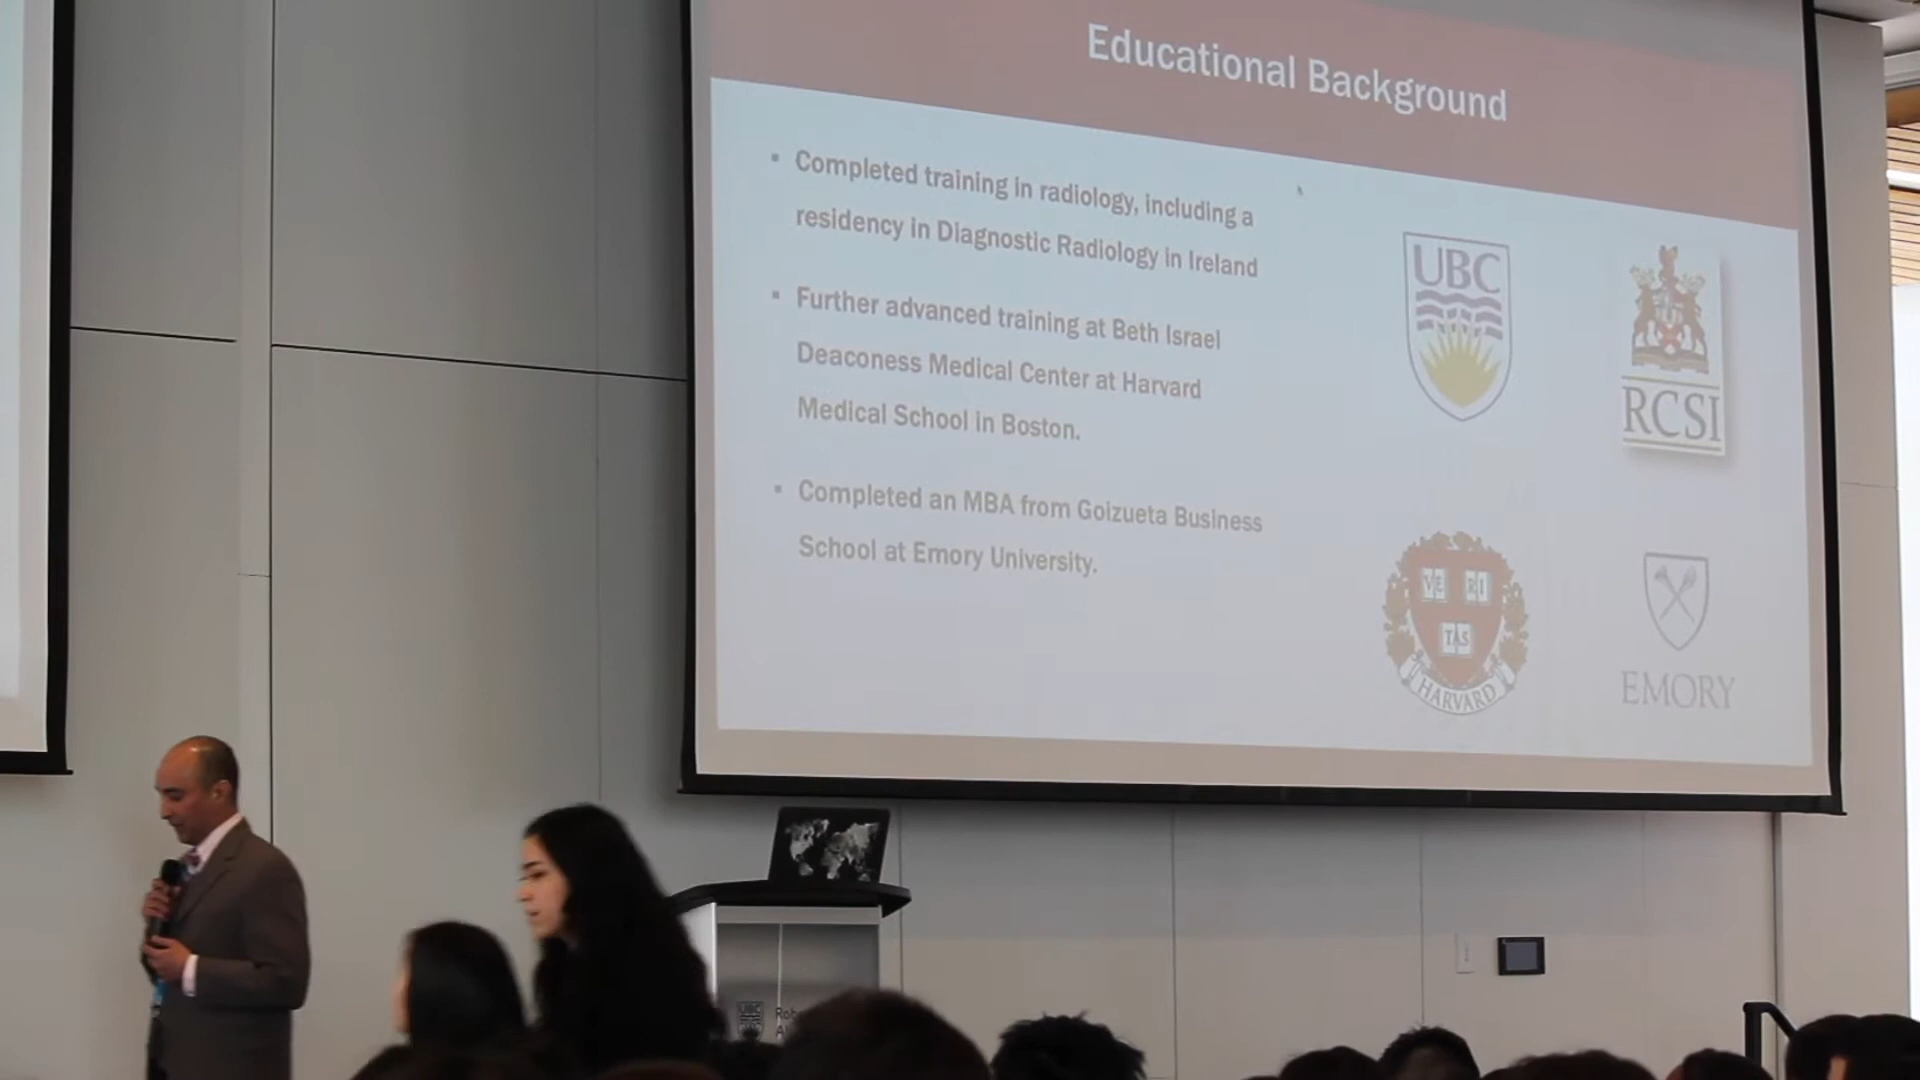 Educational Background
▪ Completed training in radiology, including a
residency in Diagnostic Radiology in Ireland
▪ Further advanced training at Beth Israel
Deaconess Medical Center at Harvard
Medical School in Boston.
▪ Completed an MBA from Goizueta Business
School at Emory University.
UBC
RCSI
VE RI
TAS
HARVARD
EMORY
UBC